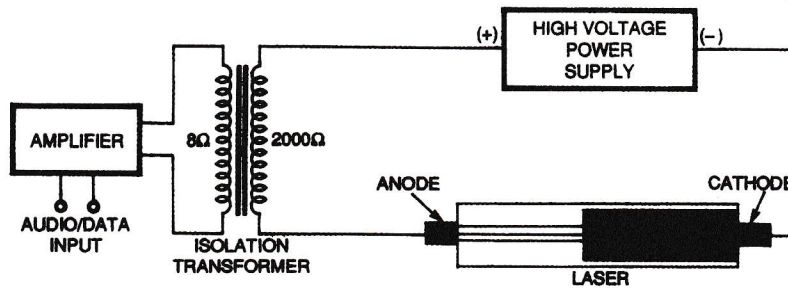 (+)
HIGH VOLTAGE
POWER
SUPPLY
(−)
AMPLIFIER
8Ω
2000Ω
AUDIO/DATA
INPUT
ISOLATION
TRANSFORMER
ANODE
CATHODE
LASER